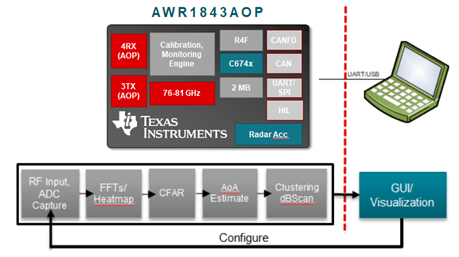 AWR1843AOP
4RX
(AOP)
Calibration,
Monitoring
Engine
R4F
CANFD
C674x
CAN
3TX
(AOP)
76-81 GHz
2 MB
UART/
SPI
HIL
TEXAS
INSTRUMENTS
Radar Acc
UART/USB
RF Input,
ADC
Capture
FFTs/
Heatmap
CFAR
AoA
Estimate
Clustering
dBScan
GUI/
Visualization
Configure